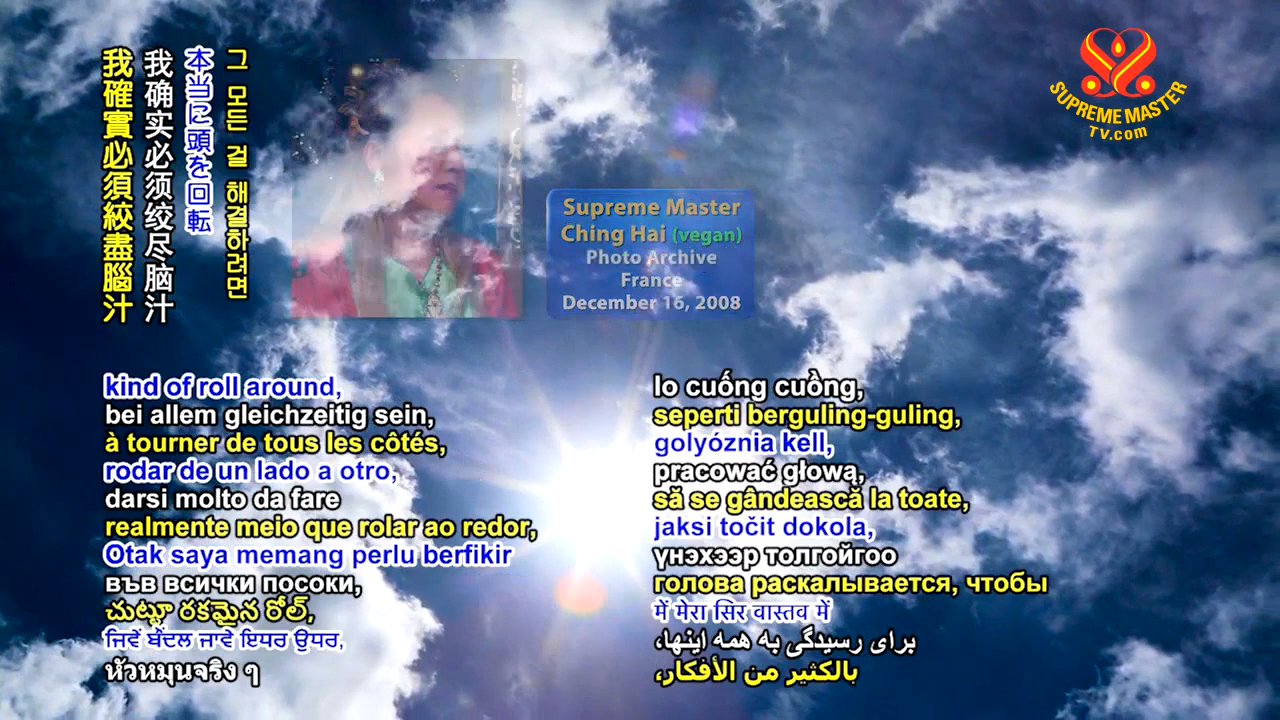 我確實必須絞盡腦汁
我确实必须绞尽脑汁
本当に頭を回転
그 모든 걸 해결하려면
SUPREME MASTER
TV.com
Supreme Master
Ching Hai (vegan)
Photo Archive
France
December 16, 2008
kind of roll around,
bei allem gleichzeitig sein,
à tourner de tous les côtés,
rodar de un lado a otro,
darsi molto da fare
realmente meio que rolar ao redor,
Otak saya memang perlu berfikir
във всички посоки,
చుట్టూ రకమైన రోల్,
ਜਿਵੇਂ ਬੰਦਲ ਜਾਵੇ ਇਧਰ ਉਧਰ,
หัวหมุนจริง ๆ
lo cuống cuồng,
seperti berguling-guling,
golyóznia kell,
pracować głową,
să se gândească la toate,
jaksi točit dokola,
үнэхээр толгойгоо
голова раскалывается, чтобы
में मेरा सिर वास्तव में
برای رسیدگی به همه اینها،
بالكثير من الأفكار،